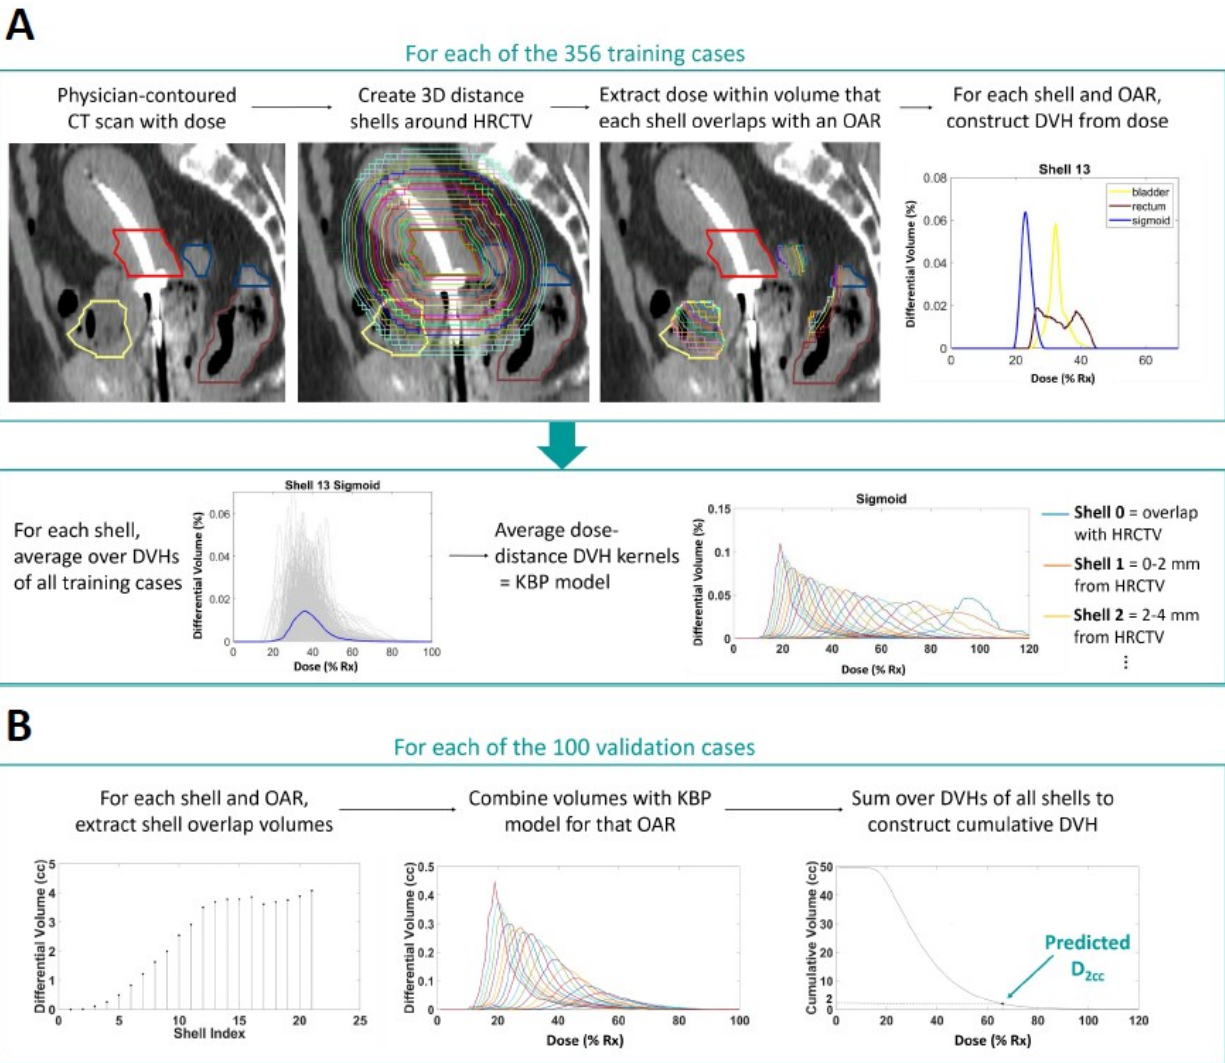 A
For each of the 356 training cases
Physician-contoured
CT scan with dose
Create 3D distance
shells around HRCTV
Extract dose within volume that
each shell overlaps with an OAR
For each shell and OAR,
construct DVH from dose
Shell 13
Differential Volume (%)
0.08
0.06
0.04
0.02
0
0 20 40 60
Dose (% Rx)
bladder
rectum
sigmoid
For each shell,
average over DVHs
of all training cases
Shell 13 Sigmoid
Differential Volume (%)
0.06
0.04
0.02
0
0 20 40 60 80 100
Dose (% Rx)
Average dose-
distance DVH kernels
= KBP model
Sigmoid
Differential Volume (%)
0.15
0.1
0.05
0
0 20 40 60 80 100 120
Dose (% Rx)
Shell 0 = overlap
with HRCTV
Shell 1 = 0-2 mm
from HRCTV
Shell 2 = 2-4 mm
from HRCTV
⋮
B
For each of the 100 validation cases
For each shell and OAR,
extract shell overlap volumes
Combine volumes with KBP
model for that OAR
Sum over DVHs of all shells to
construct cumulative DVH
Differential Volume (cc)
5
4
3
2
1
0
0 5 10 15 20 25
Shell Index
Differential Volume (cc)
0.5
0.4
0.3
0.2
0.1
0
0 20 40 60 80 100
Dose (% Rx)
Cumulative Volume (cc)
50
40
30
20
10
2
0
0 20 40 60 80 100 120
Dose (% Rx)
Predicted
D2cc